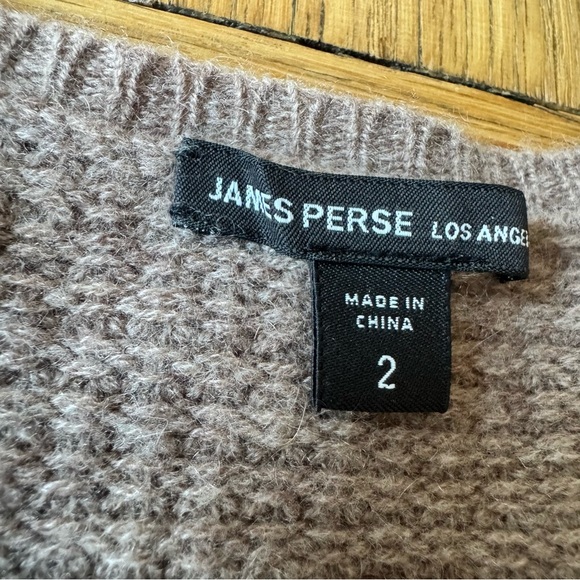 JAMES PERSE LOS ANGE
MADE IN
CHINA
2